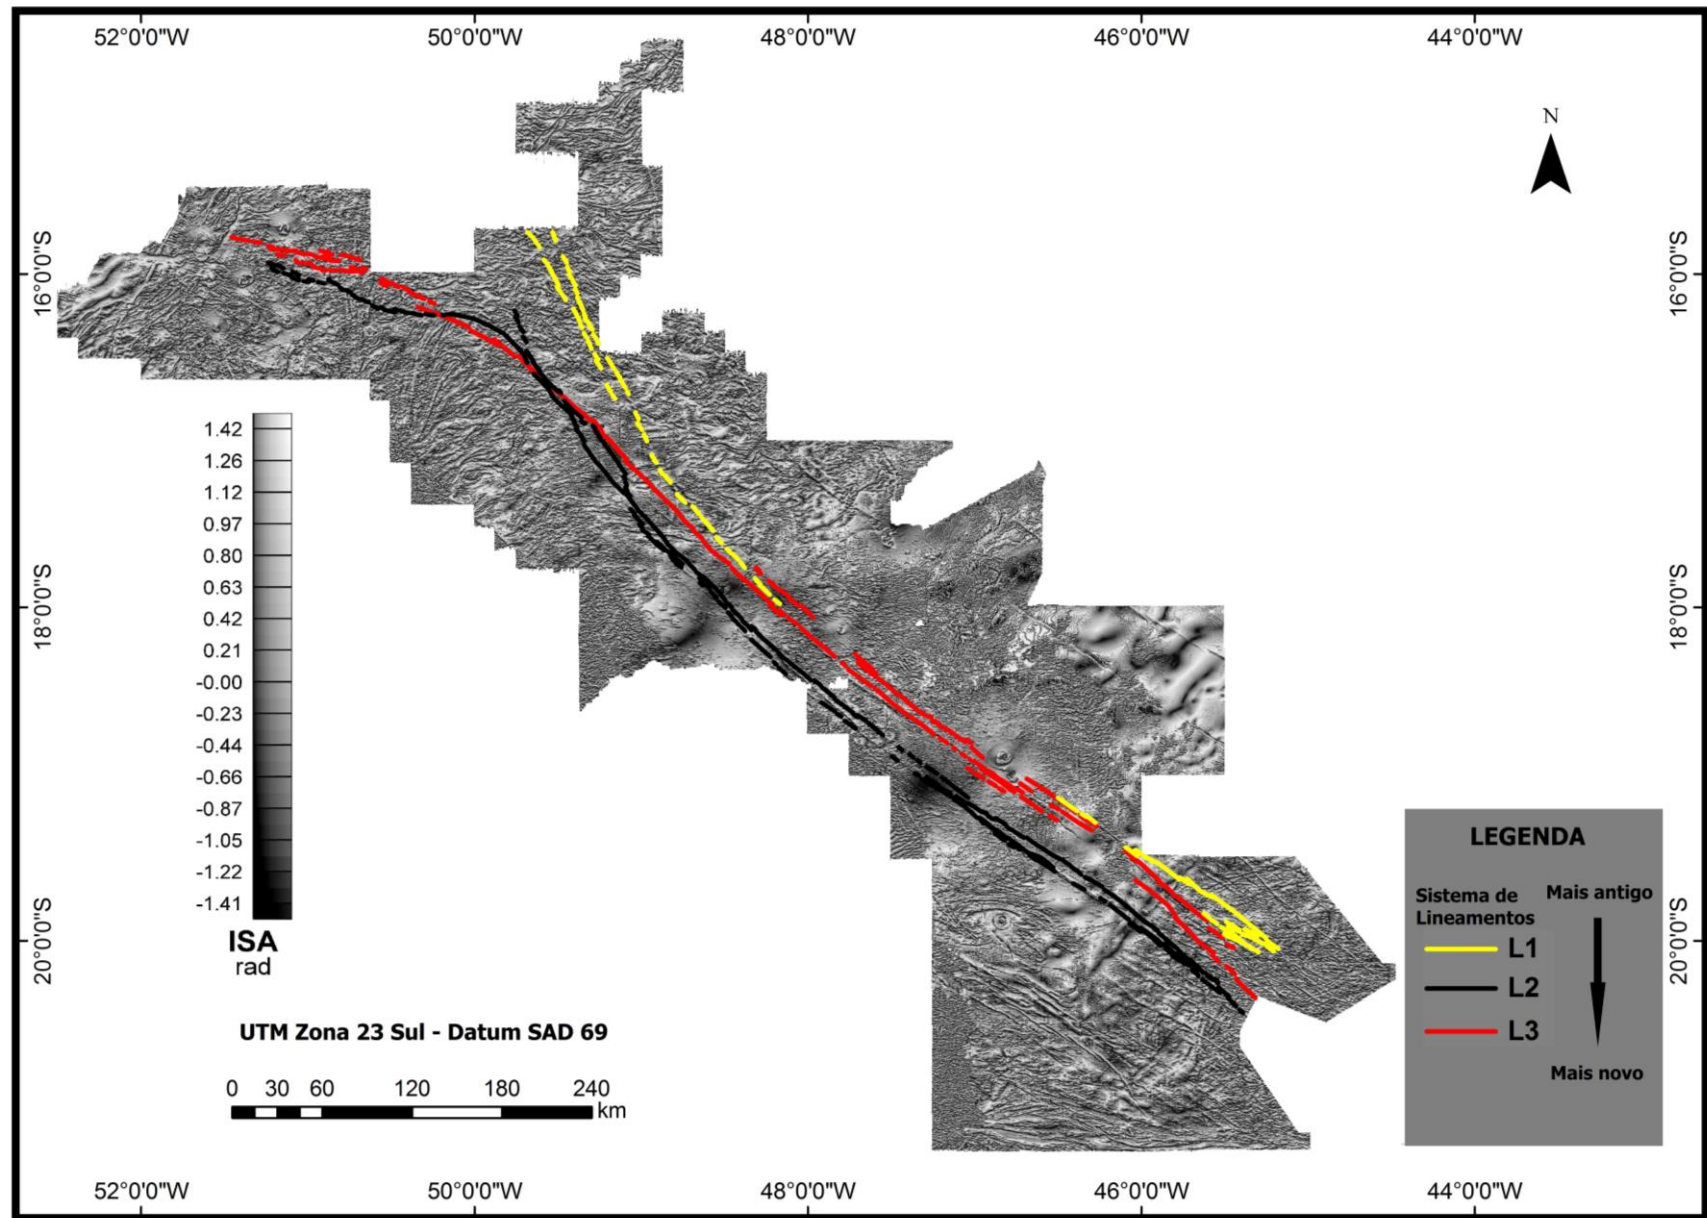 52°0'0"W 50°0'0"W 48°0'0"W 46°0'0"W 44°0'0"W
N
16°0'0"S
16°0'0"S
18°0'0"S
18°0'0"S
20°0'0"S
20°0'0"S
1.42
1.26
1.12
0.97
0.80
0.63
0.42
0.21
-0.00
-0.23
-0.44
-0.66
-0.87
-1.05
-1.22
-1.41
ISA
rad
UTM Zona 23 Sul - Datum SAD 69
0 30 60 120 180 240
km
LEGENDA
Sistema de
Lineamentos
L1
L2
L3
Mais antigo
Mais novo
52°0'0"W 50°0'0"W 48°0'0"W 46°0'0"W 44°0'0"W